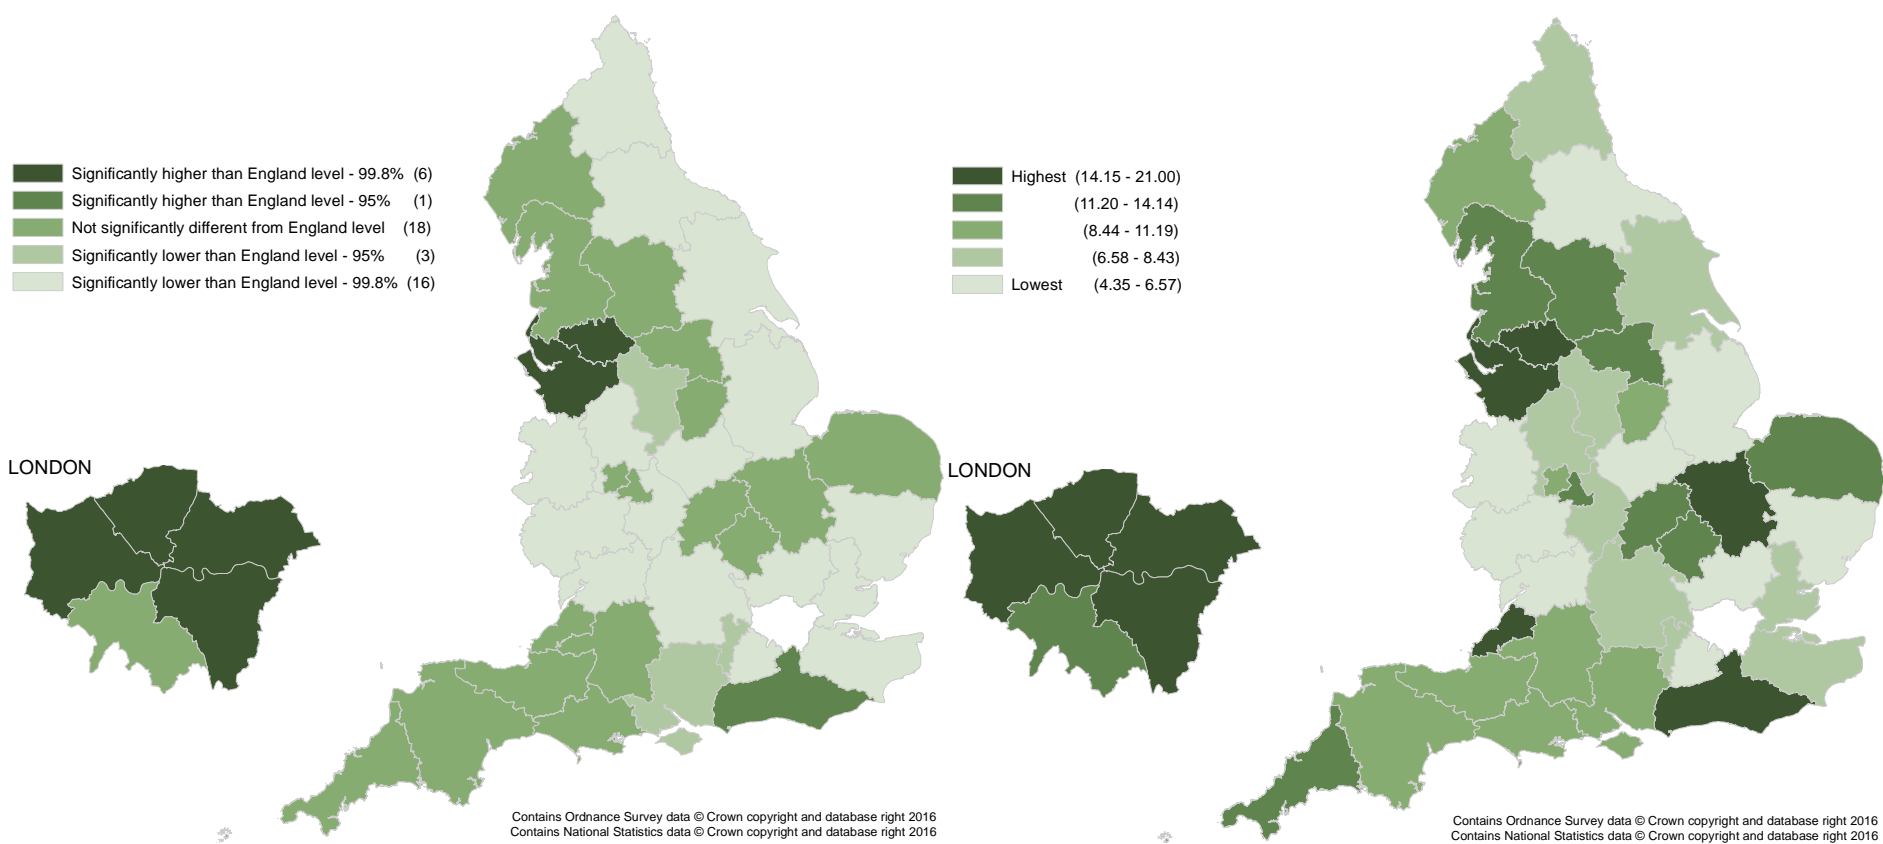 Significantly higher than England level - 99.8% (6)
Significantly higher than England level - 95% (1)
Not significantly different from England level (18)
Significantly lower than England level - 95% (3)
Significantly lower than England level - 99.8% (16)
LONDON
Contains Ordnance Survey data © Crown copyright and database right 2016
Contains National Statistics data © Crown copyright and database right 2016
Highest (14.15 - 21.00)
(11.20 - 14.14)
(8.44 - 11.19)
(6.58 - 8.43)
Lowest (4.35 - 6.57)
LONDON
Contains Ordnance Survey data © Crown copyright and database right 2016
Contains National Statistics data © Crown copyright and database right 2016